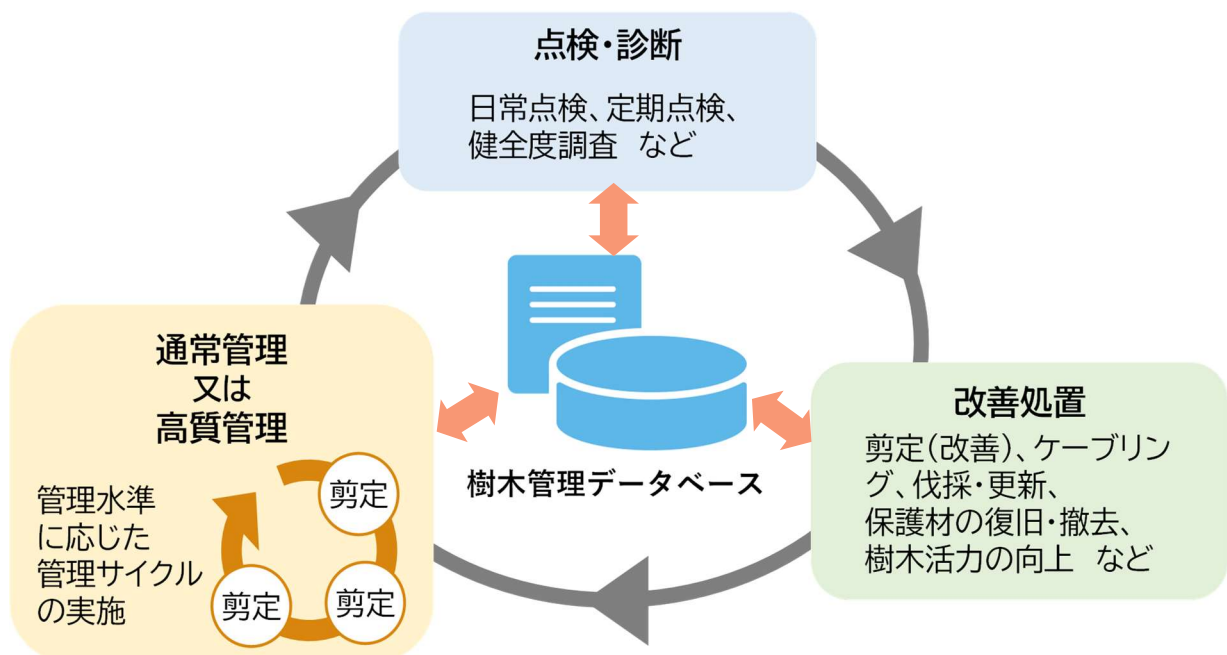 点検・診断
日常点検、定期点検、
健全度調査　など
通常管理
又は
高質管理
管理水準
に応じた
管理サイクル
の実施
剪定
剪定
剪定
樹木管理データベース
改善処置
剪定(改善)、ケーブリン
グ、伐採・更新、
保護材の復旧・撤去、
樹木活力の向上　など